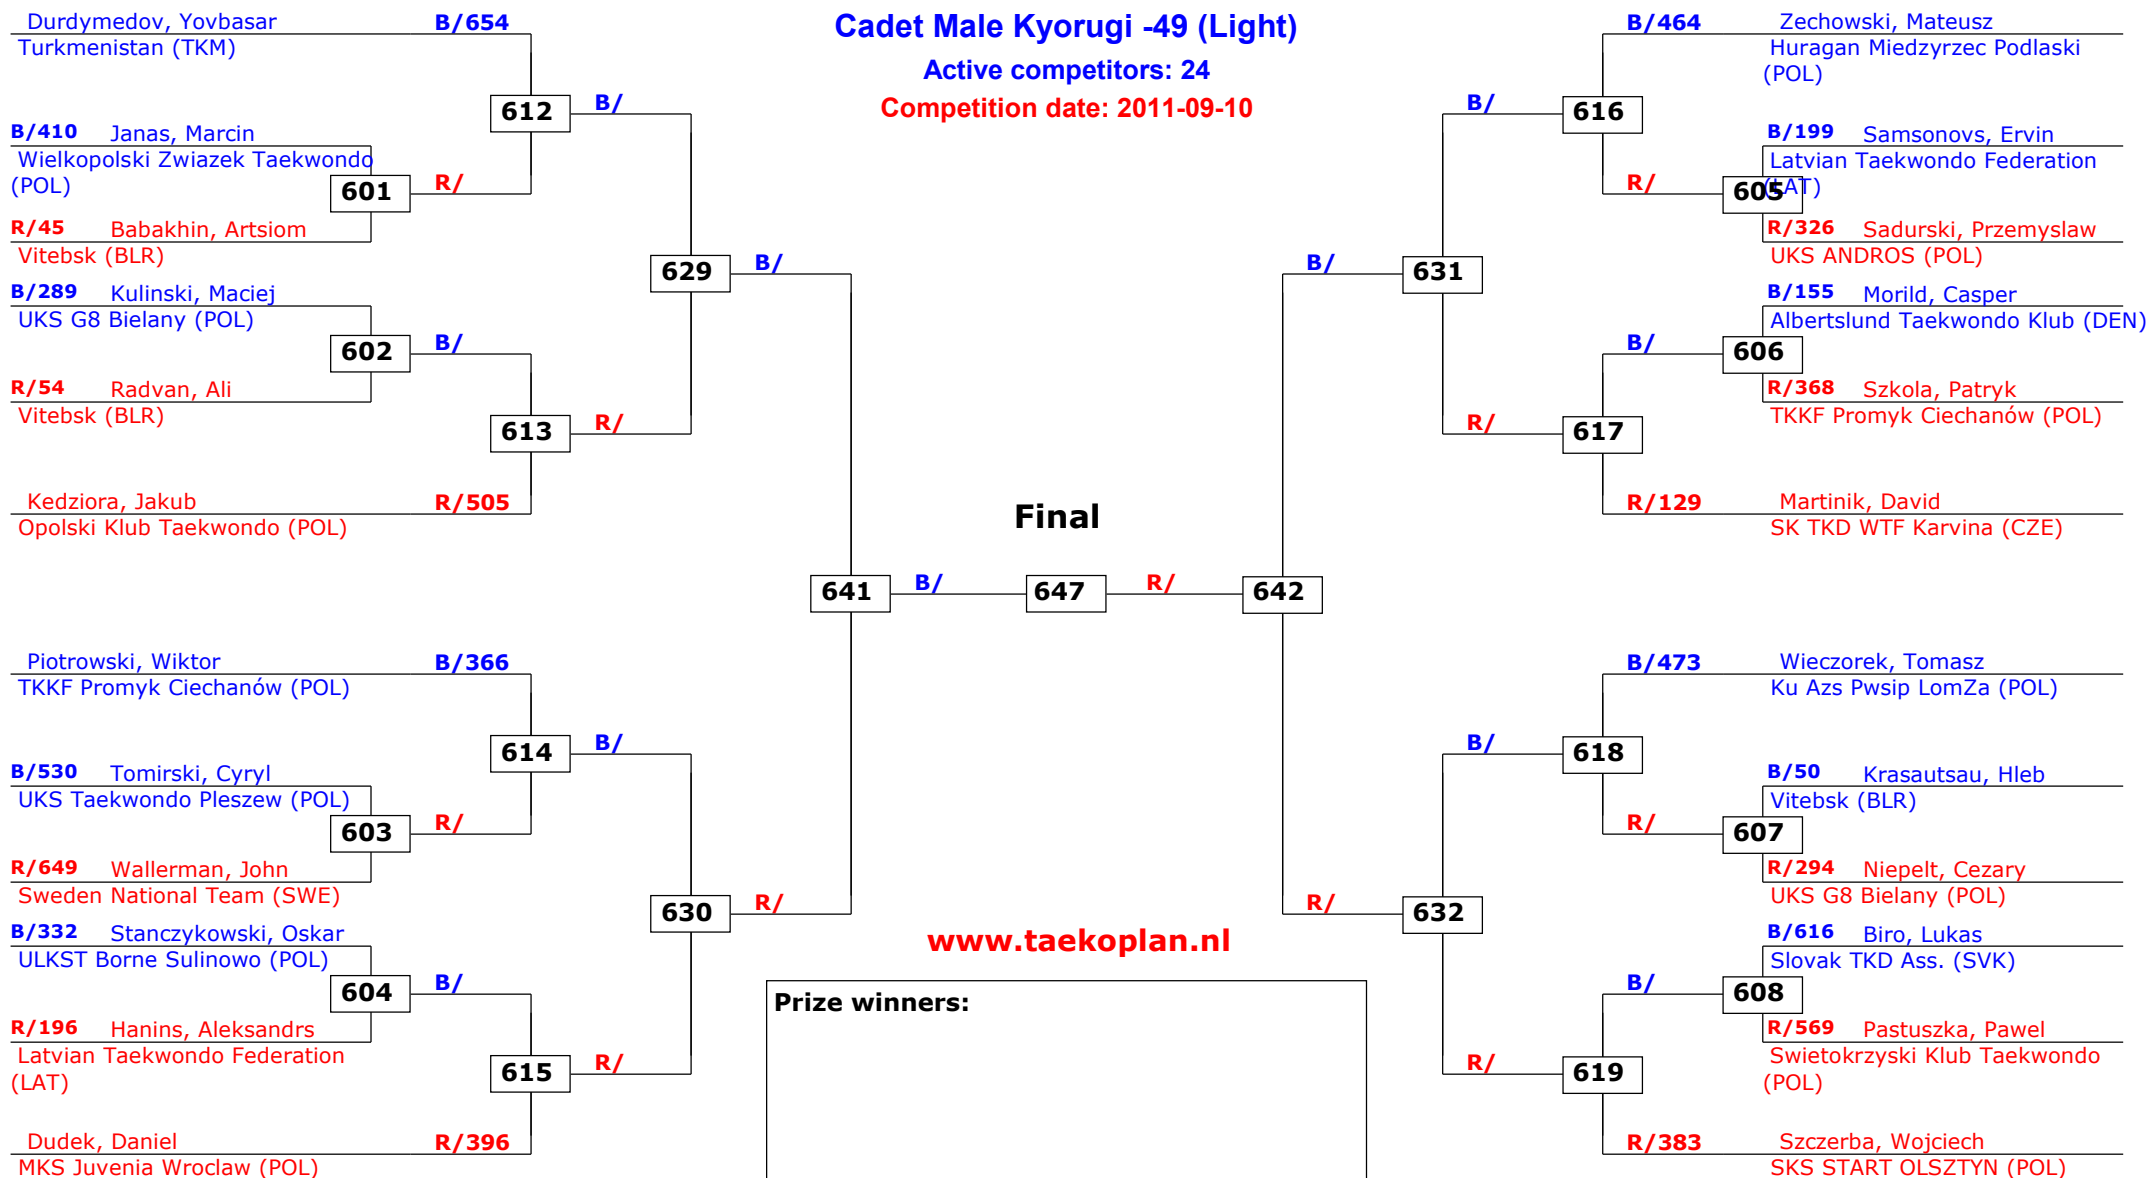 Cadet Male Kyorugi -49 (Light)
Active competitors: 24
Competition date: 2011-09-10
Durdymedov, Yovbasar B/654
Turkmenistan (TKM)
612
B/
B/410 Janas, Marcin
Wielkopolski Zwiazek Taekwondo
(POL)
601
R/
R/45 Babakhin, Artsiom
Vitebsk (BLR)
629
B/
B/289 Kulinski, Maciej
UKS G8 Bielany (POL)
602
B/
R/54 Radvan, Ali
Vitebsk (BLR)
613
R/
Kedziora, Jakub R/505
Opolski Klub Taekwondo (POL)
641
B/
Piotrowski, Wiktor B/366
TKKF Promyk Ciechanów (POL)
614
B/
B/530 Tomirski, Cyryl
UKS Taekwondo Pleszew (POL)
603
R/
R/649 Wallerman, John
Sweden National Team (SWE)
630
R/
B/332 Stanczykowski, Oskar
ULKST Borne Sulinowo (POL)
604
B/
R/196 Hanins, Aleksandrs
Latvian Taekwondo Federation
(LAT)
615
R/
Dudek, Daniel R/396
MKS Juvenia Wroclaw (POL)
Final
647
R/
642
B/464 Zechowski, Mateusz
Huragan Miedzyrzec Podlaski
(POL)
B/
616
B/199 Samsonovs, Ervin
Latvian Taekwondo Federation
(LAT)
R/
605
R/326 Sadurski, Przemyslaw
UKS ANDROS (POL)
B/
631
B/155 Morild, Casper
Albertslund Taekwondo Klub (DEN)
B/
606
R/368 Szkola, Patryk
TKKF Promyk Ciechanów (POL)
R/
617
R/129 Martinik, David
SK TKD WTF Karvina (CZE)
B/473 Wieczorek, Tomasz
Ku Azs Pwsip LomZa (POL)
B/
618
B/50 Krasautsau, Hleb
Vitebsk (BLR)
R/
607
R/294 Niepelt, Cezary
UKS G8 Bielany (POL)
R/
632
B/616 Biro, Lukas
Slovak TKD Ass. (SVK)
B/
608
R/569 Pastuszka, Pawel
Swietokrzyski Klub Taekwondo
(POL)
R/
619
R/383 Szczerba, Wojciech
SKS START OLSZTYN (POL)
www.taekoplan.nl
Prize winners: